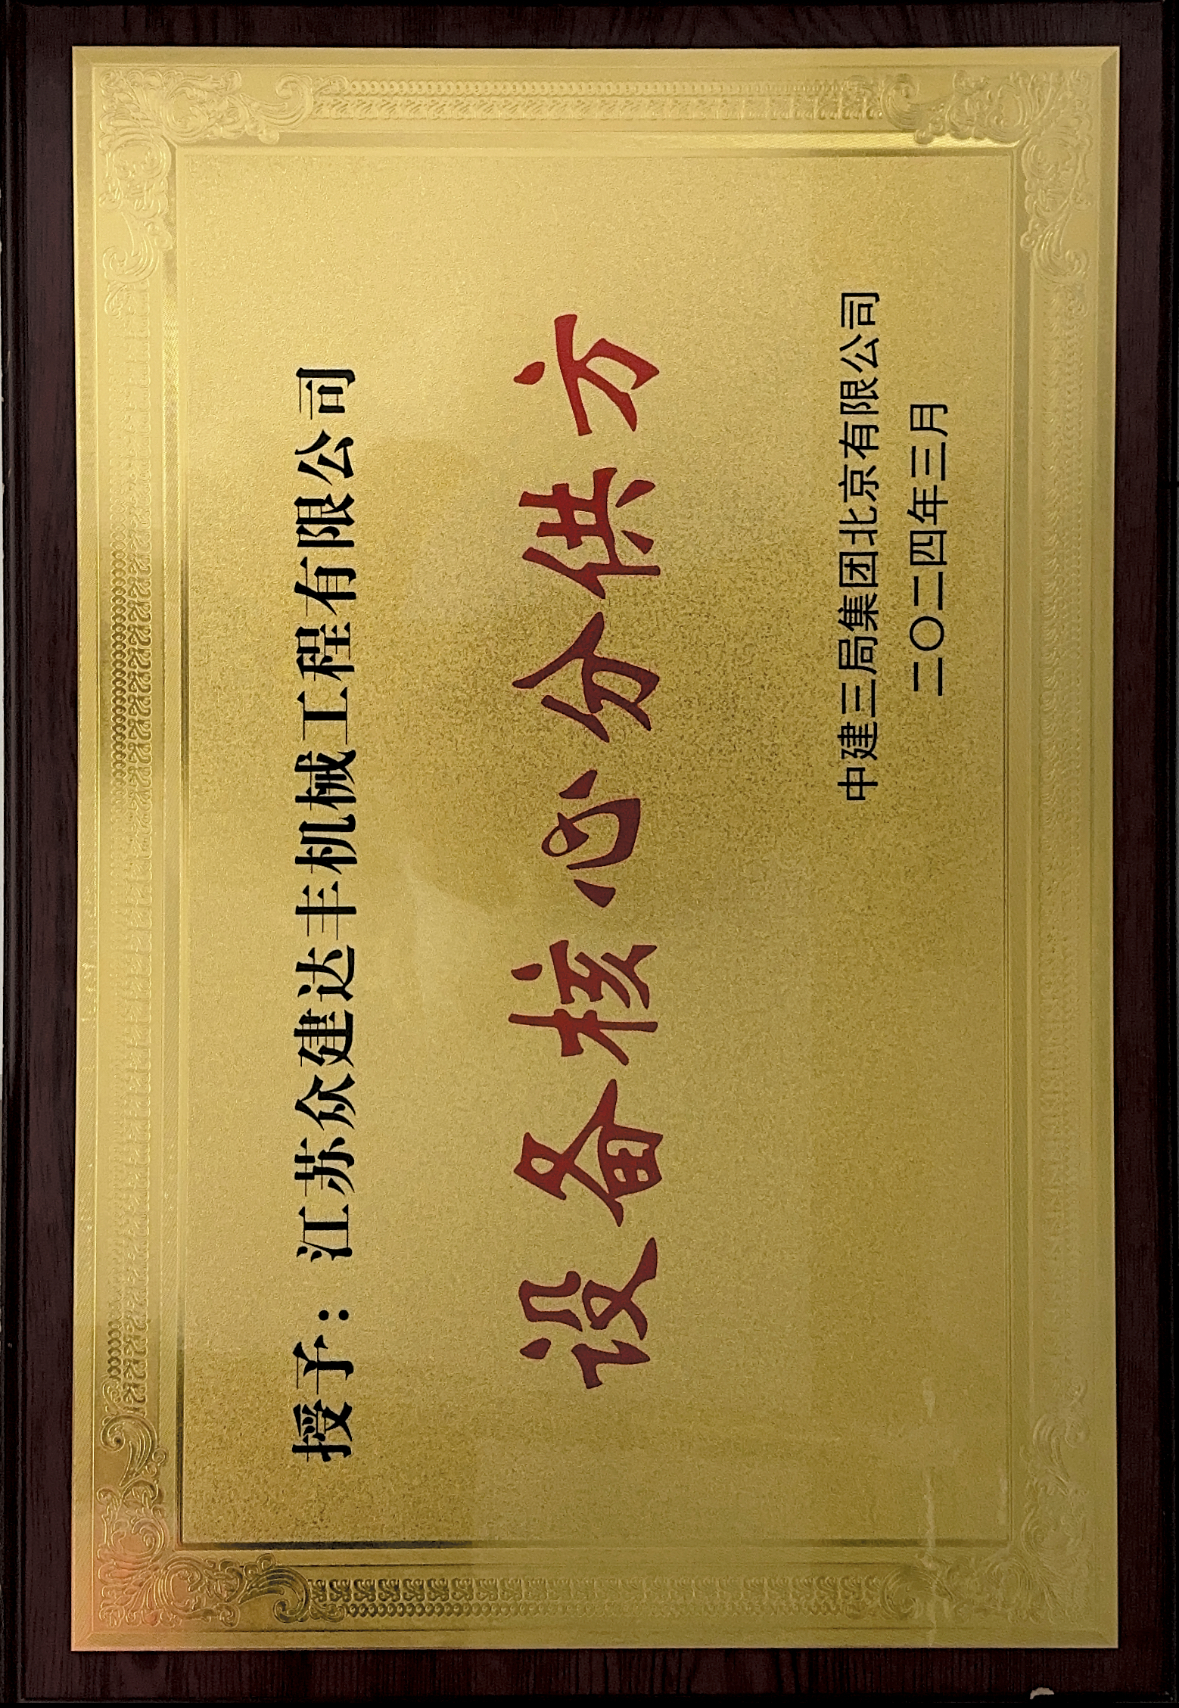 授予：江苏众建达丰机械工程有限公司
设备核心分供方
中建三局集团北京有限公司
二〇二四年三月